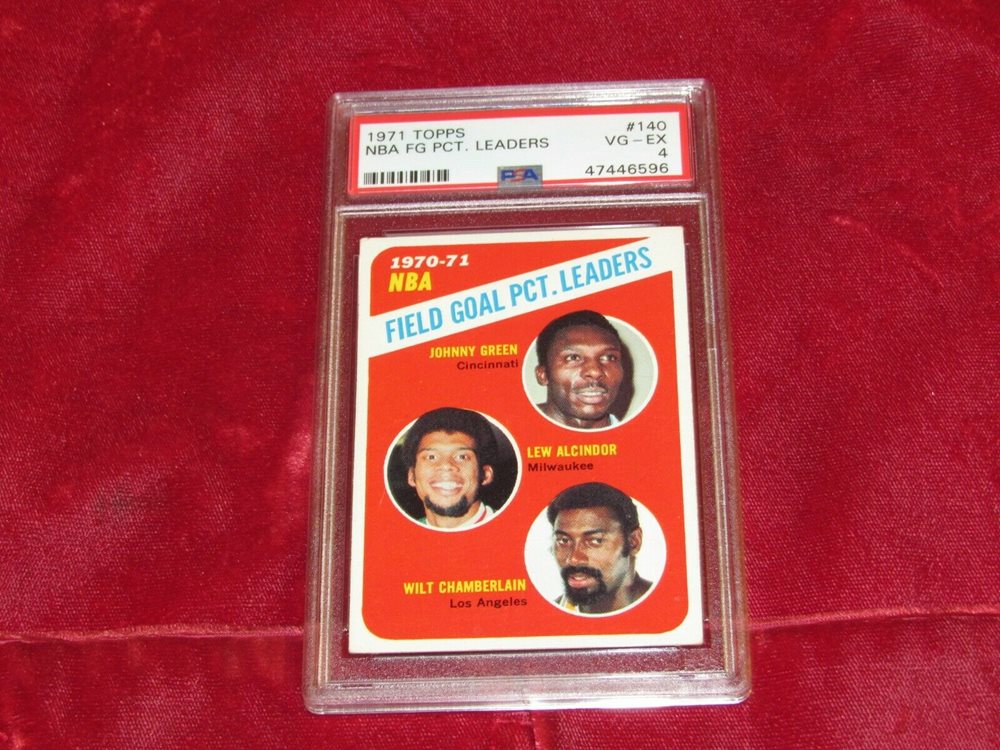 1971 TOPPS #140
NBA FG PCT. LEADERS VG-EX
4
PSA 47446596
1970-71
NBA
FIELD GOAL PCT. LEADERS
JOHNNY GREEN
Cincinnati
LEW ALCINDOR
Milwaukee
WILT CHAMBERLAIN
Los Angeles